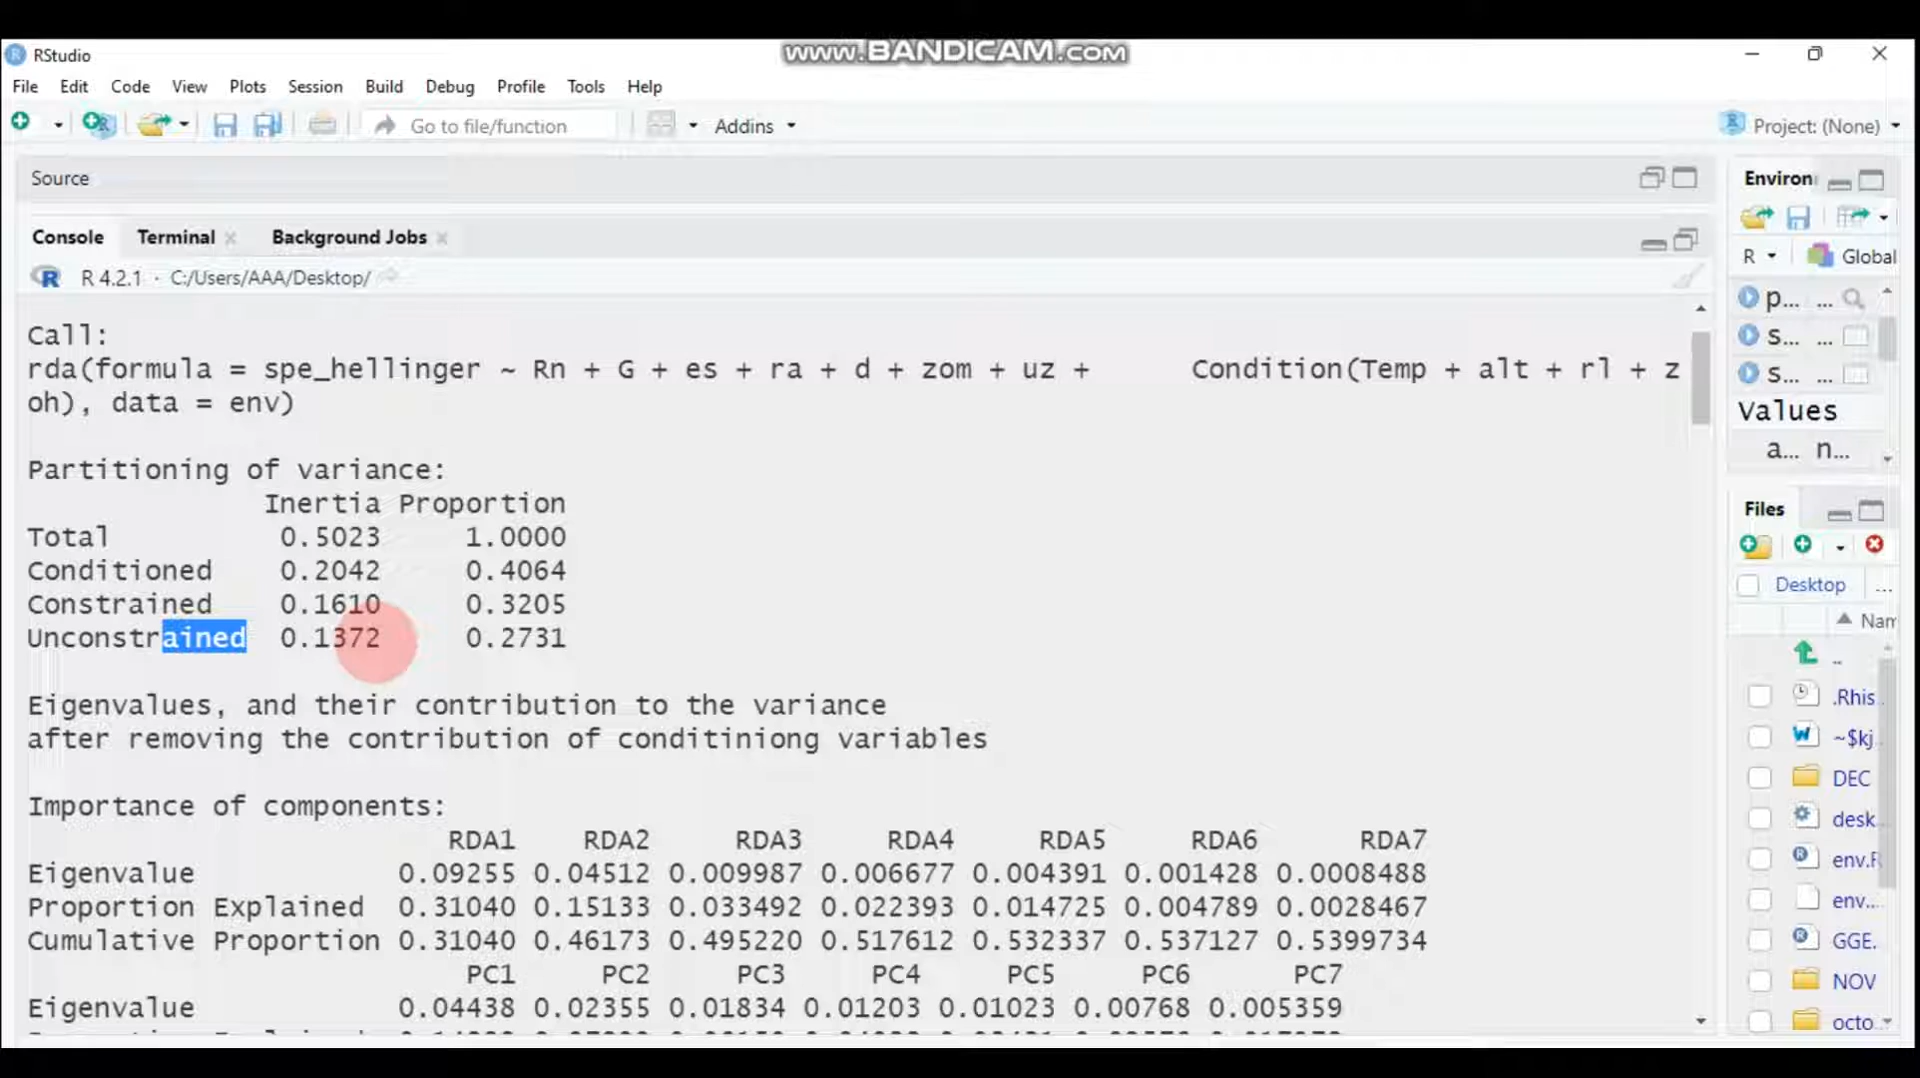 www.BANDICAM.com
RStudio
File Edit Code View Plots Session Build Debug Profile Tools Help
Go to file/function Addins Project: (None)
Source
Console Terminal Background Jobs
R 4.2.1 · C:/Users/AAA/Desktop/
Call:
rda(formula = spe_hellinger ~ Rn + G + es + ra + d + zom + uz + Condition(Temp + alt + rl + z
oh), data = env)
Partitioning of variance:
Inertia Proportion
Total 0.5023 1.0000
Conditioned 0.2042 0.4064
Constrained 0.1610 0.3205
Unconstrained 0.1372 0.2731
Eigenvalues, and their contribution to the variance
after removing the contribution of conditiniong variables
Importance of components:
RDA1 RDA2 RDA3 RDA4 RDA5 RDA6 RDA7
Eigenvalue 0.09255 0.04512 0.009987 0.006677 0.004391 0.001428 0.0008488
Proportion Explained 0.31040 0.15133 0.033492 0.022393 0.014725 0.004789 0.0028467
Cumulative Proportion 0.31040 0.46173 0.495220 0.517612 0.532337 0.537127 0.5399734
PC1 PC2 PC3 PC4 PC5 PC6 PC7
Eigenvalue 0.04438 0.02355 0.01834 0.01203 0.01023 0.00768 0.005359
Environ
R Global
p... ...
S... ...
S... ...
Values
a... n...
Files
Desktop ...
Nam
..
.Rhis
~$kj
DEC
desk
env.R
env...
GGE.
NOV
octo